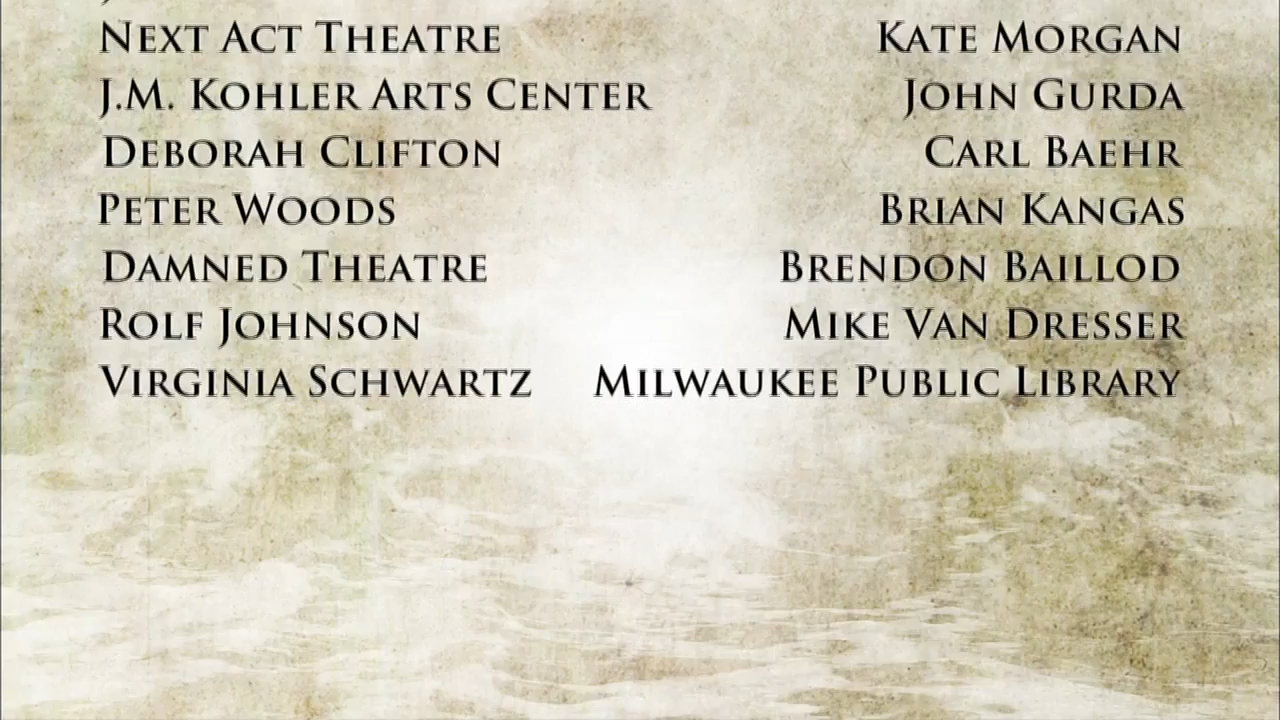 Next Act Theatre Kate Morgan
J.M. Kohler Arts Center John Gurda
Deborah Clifton Carl Baehr
Peter Woods Brian Kangas
Damned Theatre Brendon Baillod
Rolf Johnson Mike Van Dresser
Virginia Schwartz Milwaukee Public Library